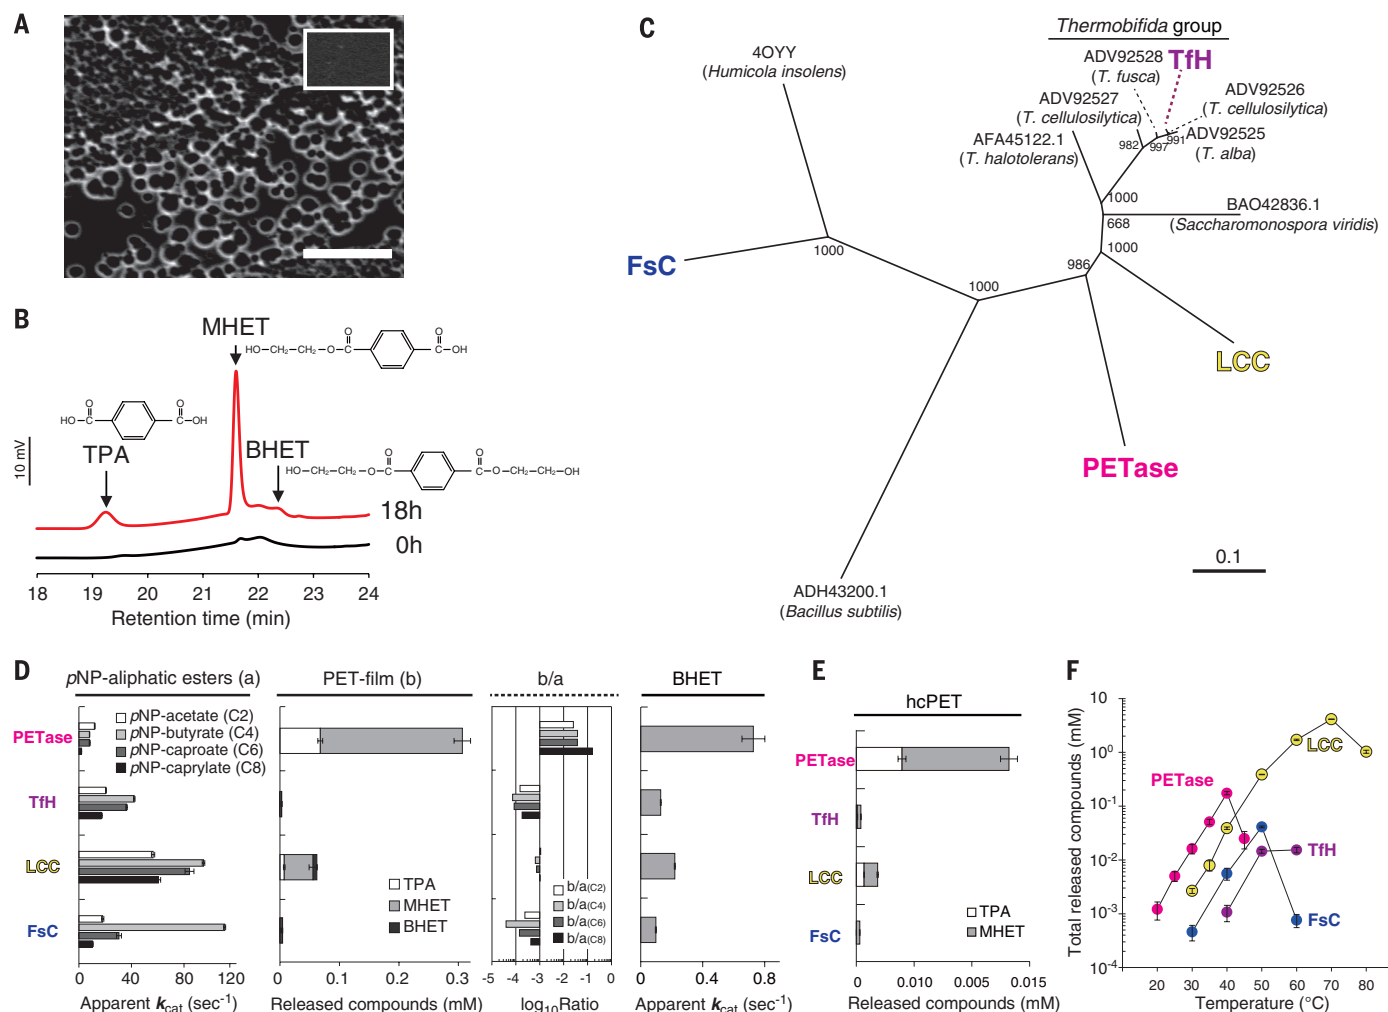 A
B
MHET
HO—CH₂—CH₂—O—C
O
C—OH
O
HO—C
O
C—OH
O
TPA
BHET
HO—CH₂—CH₂—O—C
O
C—O—CH₂—CH₂—OH
O
10 mV
18h
0h
18 19 20 21 22 23 24
Retention time (min)
C
Thermobifida group
4OYY
(Humicola insolens)
ADV92528
(T. fusca)
TfH
ADV92526
(T. cellulosilytica)
ADV92527
(T. cellulosilytica)
ADV92525
(T. alba)
AFA45122.1
(T. halotolerans)
982
997
991
1000
BAO42836.1
(Saccharomonospora viridis)
668
1000
986
1000
1000
FsC
LCC
PETase
0.1
ADH43200.1
(Bacillus subtilis)
D
pNP-aliphatic esters (a)
PET-film (b)
b/a
BHET
pNP-acetate (C2)
pNP-butyrate (C4)
pNP-caproate (C6)
pNP-caprylate (C8)
PETase
TfH
LCC
FsC
TPA
MHET
BHET
b/a(C2)
b/a(C4)
b/a(C6)
b/a(C8)
0 40 80 120
Apparent kcat (sec⁻¹)
0 0.1 0.2 0.3
Released compounds (mM)
-5 -4 -3 -2 -1 0
log₁₀Ratio
0 0.4 0.8
Apparent kcat (sec⁻¹)
E
hcPET
PETase
TfH
LCC
FsC
TPA
MHET
0 0.010 0.005 0.015
Released compounds (mM)
F
Total released compounds (mM)
10
10⁰
10⁻¹
10⁻²
10⁻³
10⁻⁴
PETase
LCC
TfH
FsC
20 30 40 50 60 70 80
Temperature (°C)